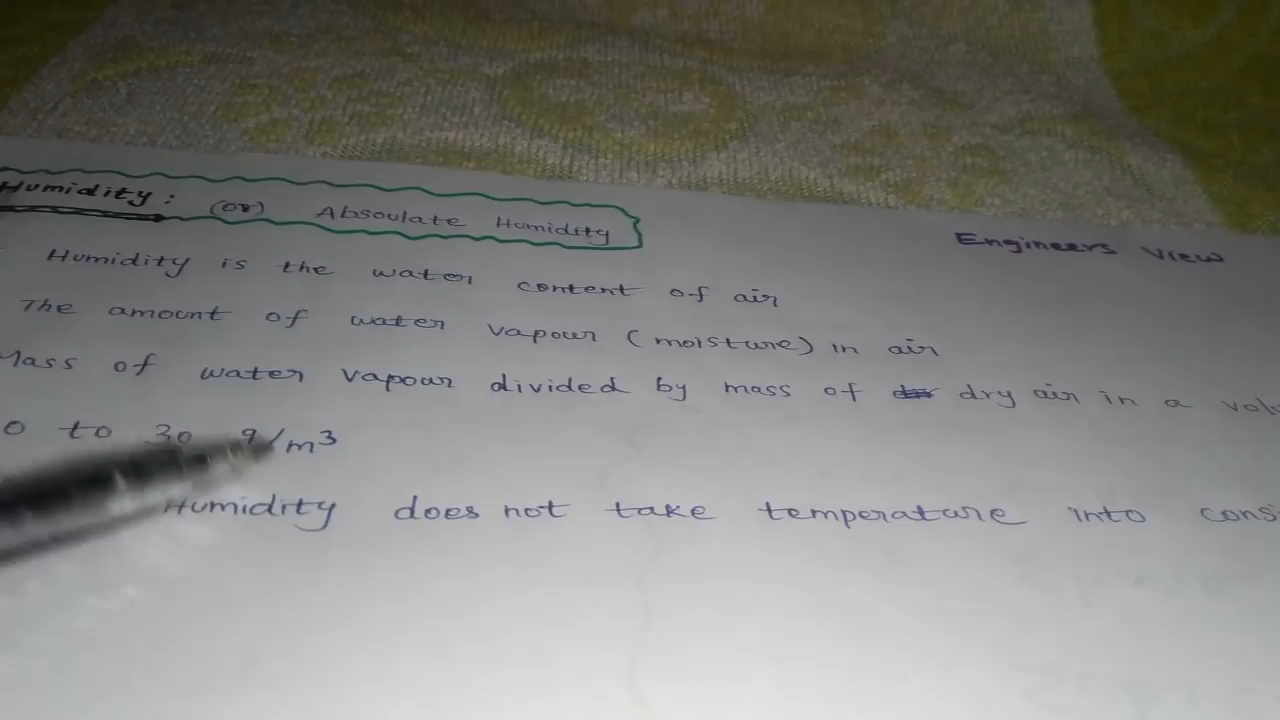 Humidity: (or) Absoulate Humidity
Engineers View
Humidity is the water content of air
The amount of water vapour (moisture) in air
Mass of water vapour divided by mass of dry air in a
0 to 30 g/m³
Humidity does not take temperature into